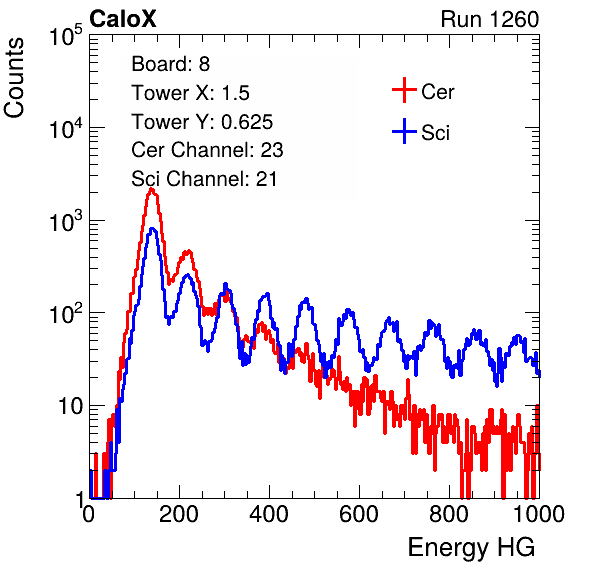 CaloX Run 1260
Counts
Board: 8
Tower X: 1.5
Tower Y: 0.625
Cer Channel: 23
Sci Channel: 21
Cer
Sci
10^5
10^4
10^3
10^2
10
1
0 200 400 600 800 1000
Energy HG